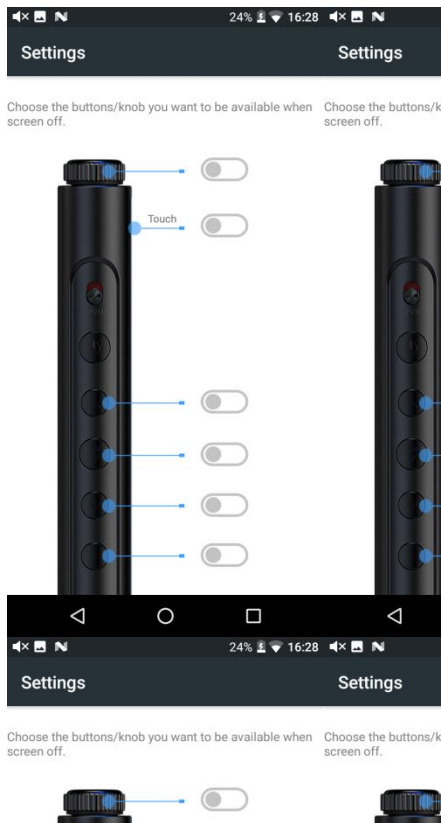 24% 16:28
Settings
Settings
Choose the buttons/knob you want to be available when
screen off.
Choose the buttons/k
screen off.
Touch
24% 16:28
Settings
Settings
Choose the buttons/knob you want to be available when
screen off.
Choose the buttons/k
screen off.